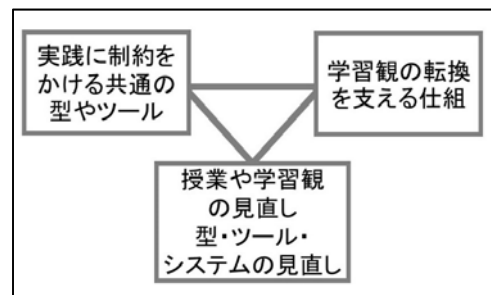 実践に制約を
かける共通の
型やツール
学習観の転換
を支える仕組
授業や学習観
の見直し
型・ツール・
システムの見直し